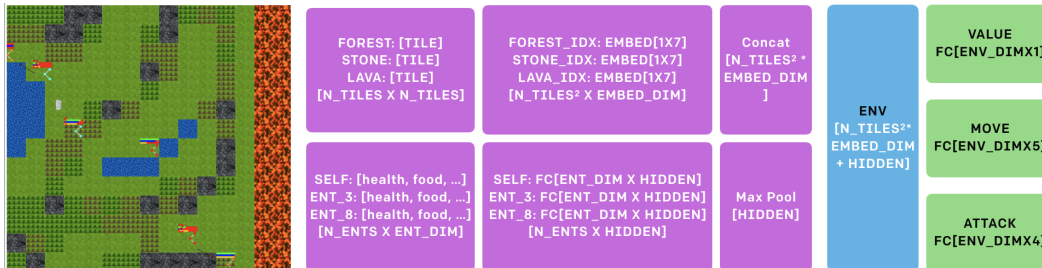 FOREST: [TILE]
STONE: [TILE]
LAVA: [TILE]
[N_TILES X N_TILES]
FOREST_IDX: EMBED[1X7]
STONE_IDX: EMBED[1X7]
LAVA_IDX: EMBED[1X7]
[N_TILES² X EMBED_DIM]
Concat
[N_TILES² *
EMBED_DIM
]
SELF: [health, food, ...]
ENT_3: [health, food, ...]
ENT_8: [health, food, ...]
[N_ENTS X ENT_DIM]
SELF: FC[ENT_DIM X HIDDEN]
ENT_3: FC[ENT_DIM X HIDDEN]
ENT_8: FC[ENT_DIM X HIDDEN]
[N_ENTS X HIDDEN]
Max Pool
[HIDDEN]
ENV
[N_TILES²*
EMBED_DIM
+ HIDDEN]
VALUE
FC[ENV_DIMX1]
MOVE
FC[ENV_DIMX5]
ATTACK
FC[ENV_DIMX4]